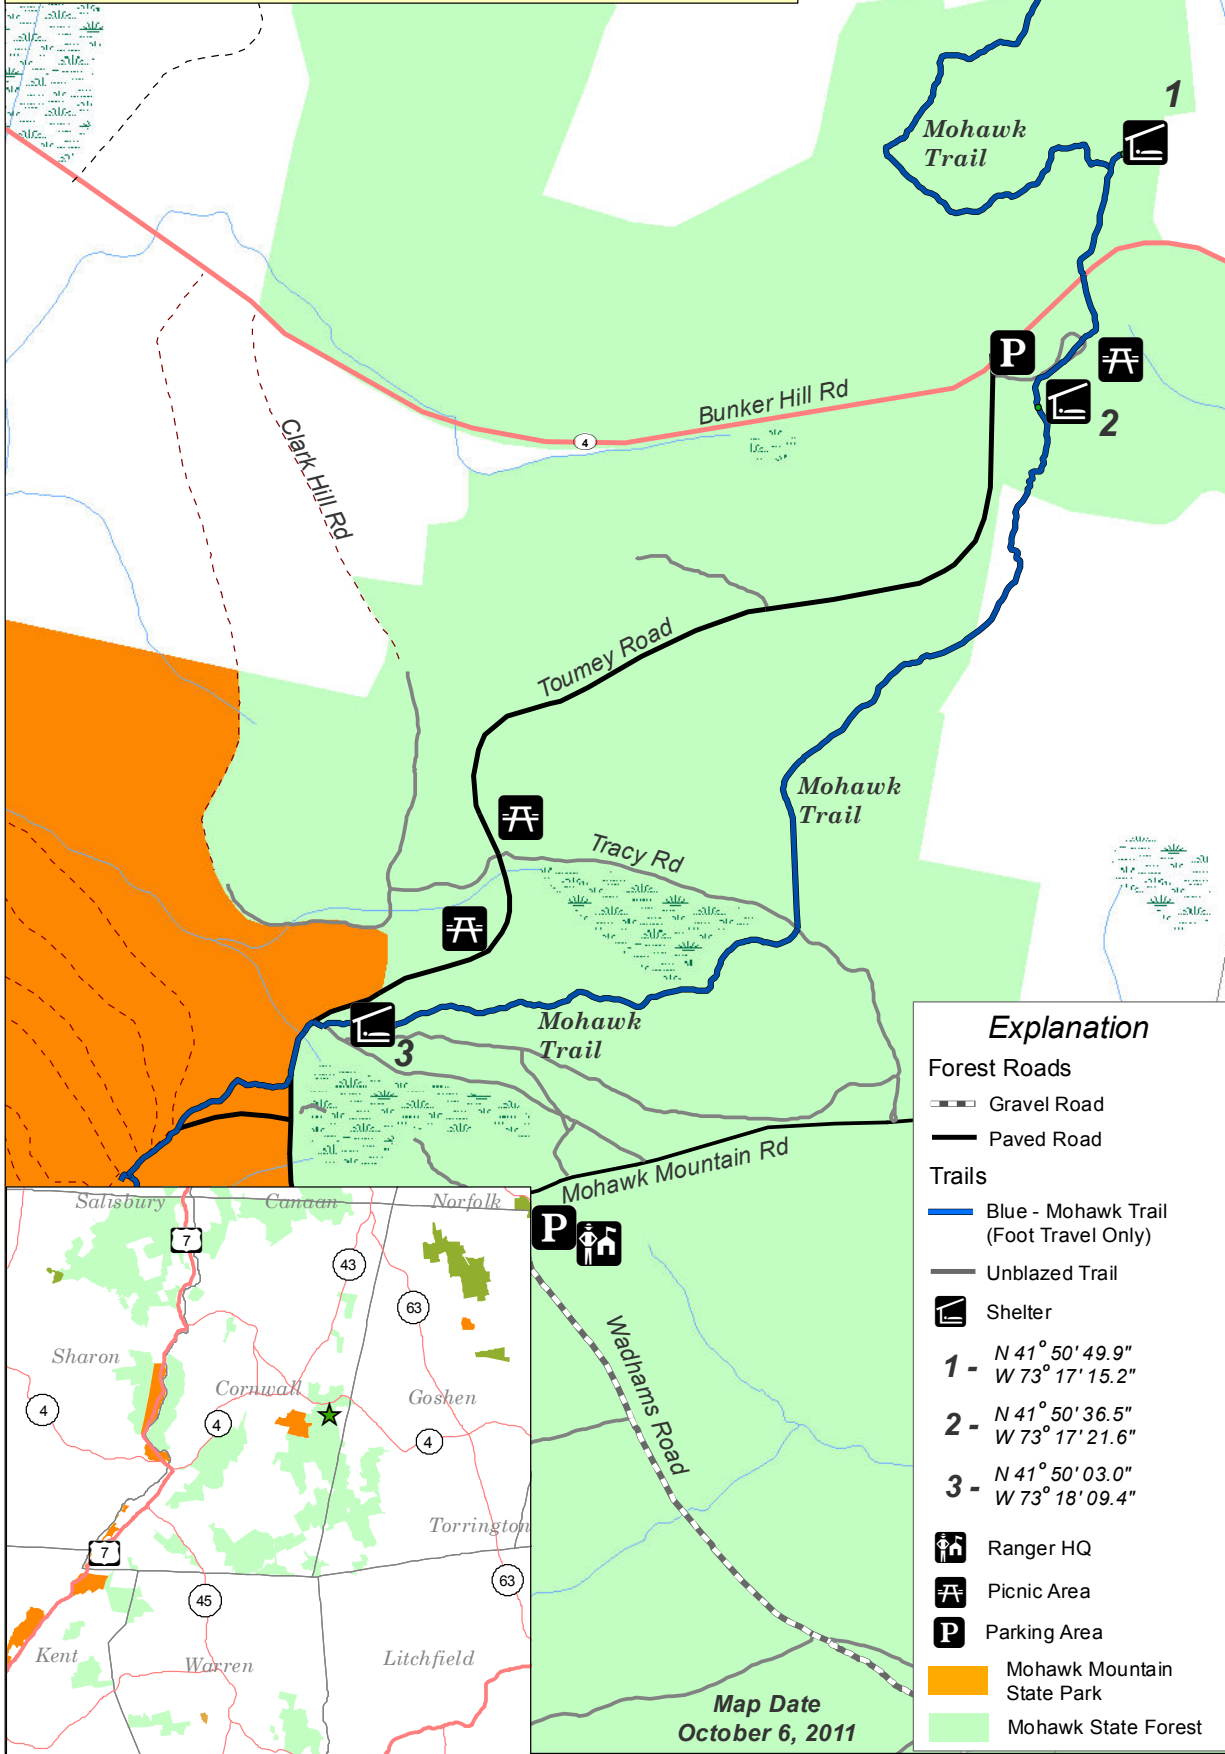 1
Mohawk
Trail
P
Bunker Hill Rd
2
4
Clark Hill Rd
Toumey Road
Mohawk
Trail
Tracy Rd
Mohawk
Trail
3
Mohawk Mountain Rd
P
Wadhams Road
Map Date
October 6, 2011
Explanation
Forest Roads
Gravel Road
Paved Road
Trails
Blue - Mohawk Trail
(Foot Travel Only)
Unblazed Trail
Shelter
1 - N 41° 50' 49.9"
W 73° 17' 15.2"
2 - N 41° 50' 36.5"
W 73° 17' 21.6"
3 - N 41° 50' 03.0"
W 73° 18' 09.4"
Ranger HQ
Picnic Area
P Parking Area
Mohawk Mountain
State Park
Mohawk State Forest
Salisbury
Canaan
Norfolk
7
43
63
Sharon
Cornwall
Goshen
4
4
4
Torrington
7
63
45
Kent
Warren
Litchfield